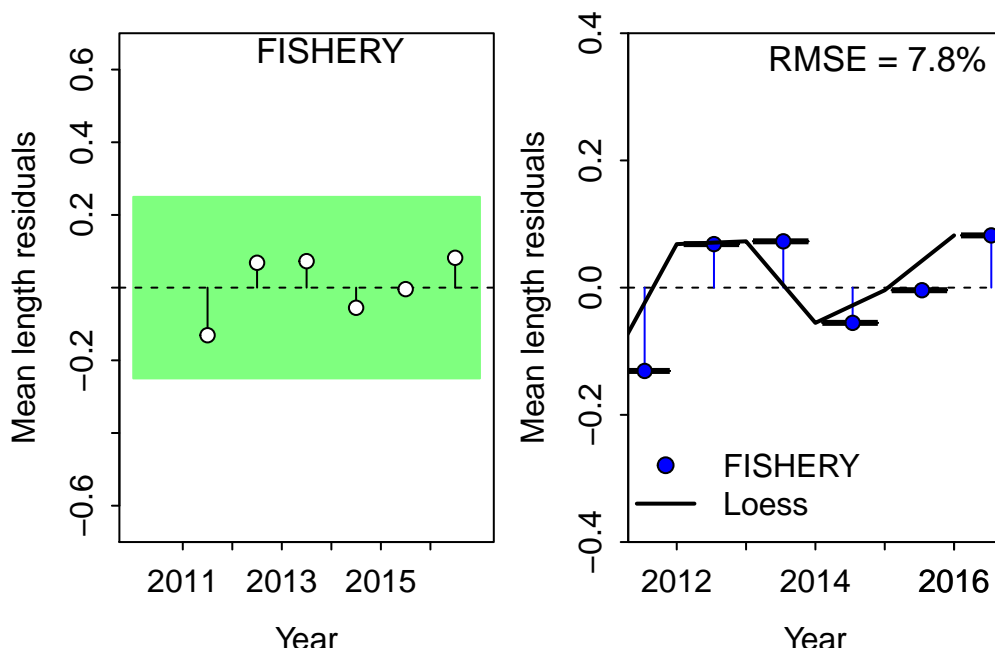 FISHERY
Mean length residuals
0.6
0.4
0.2
0.0
−0.2
−0.6
2011 2013 2015
Year
RMSE = 7.8%
Mean length residuals
0.4
0.2
0.0
−0.2
−0.4
FISHERY
Loess
2012 2014 2016
Year